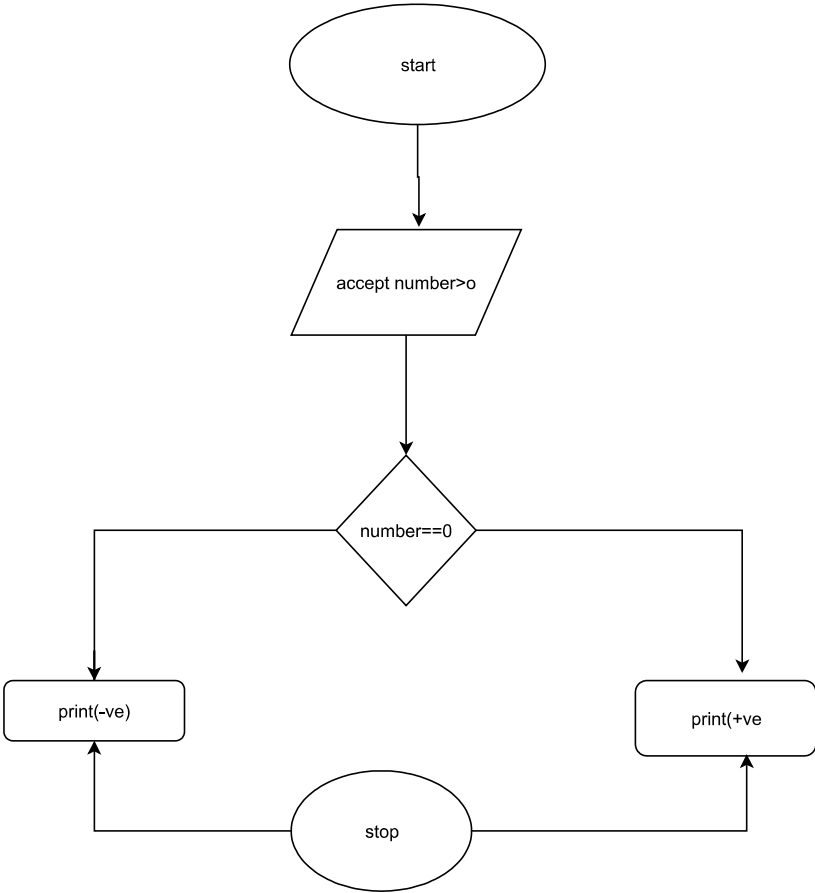 start
accept number>o
number==0
print(-ve)
print(+ve
stop